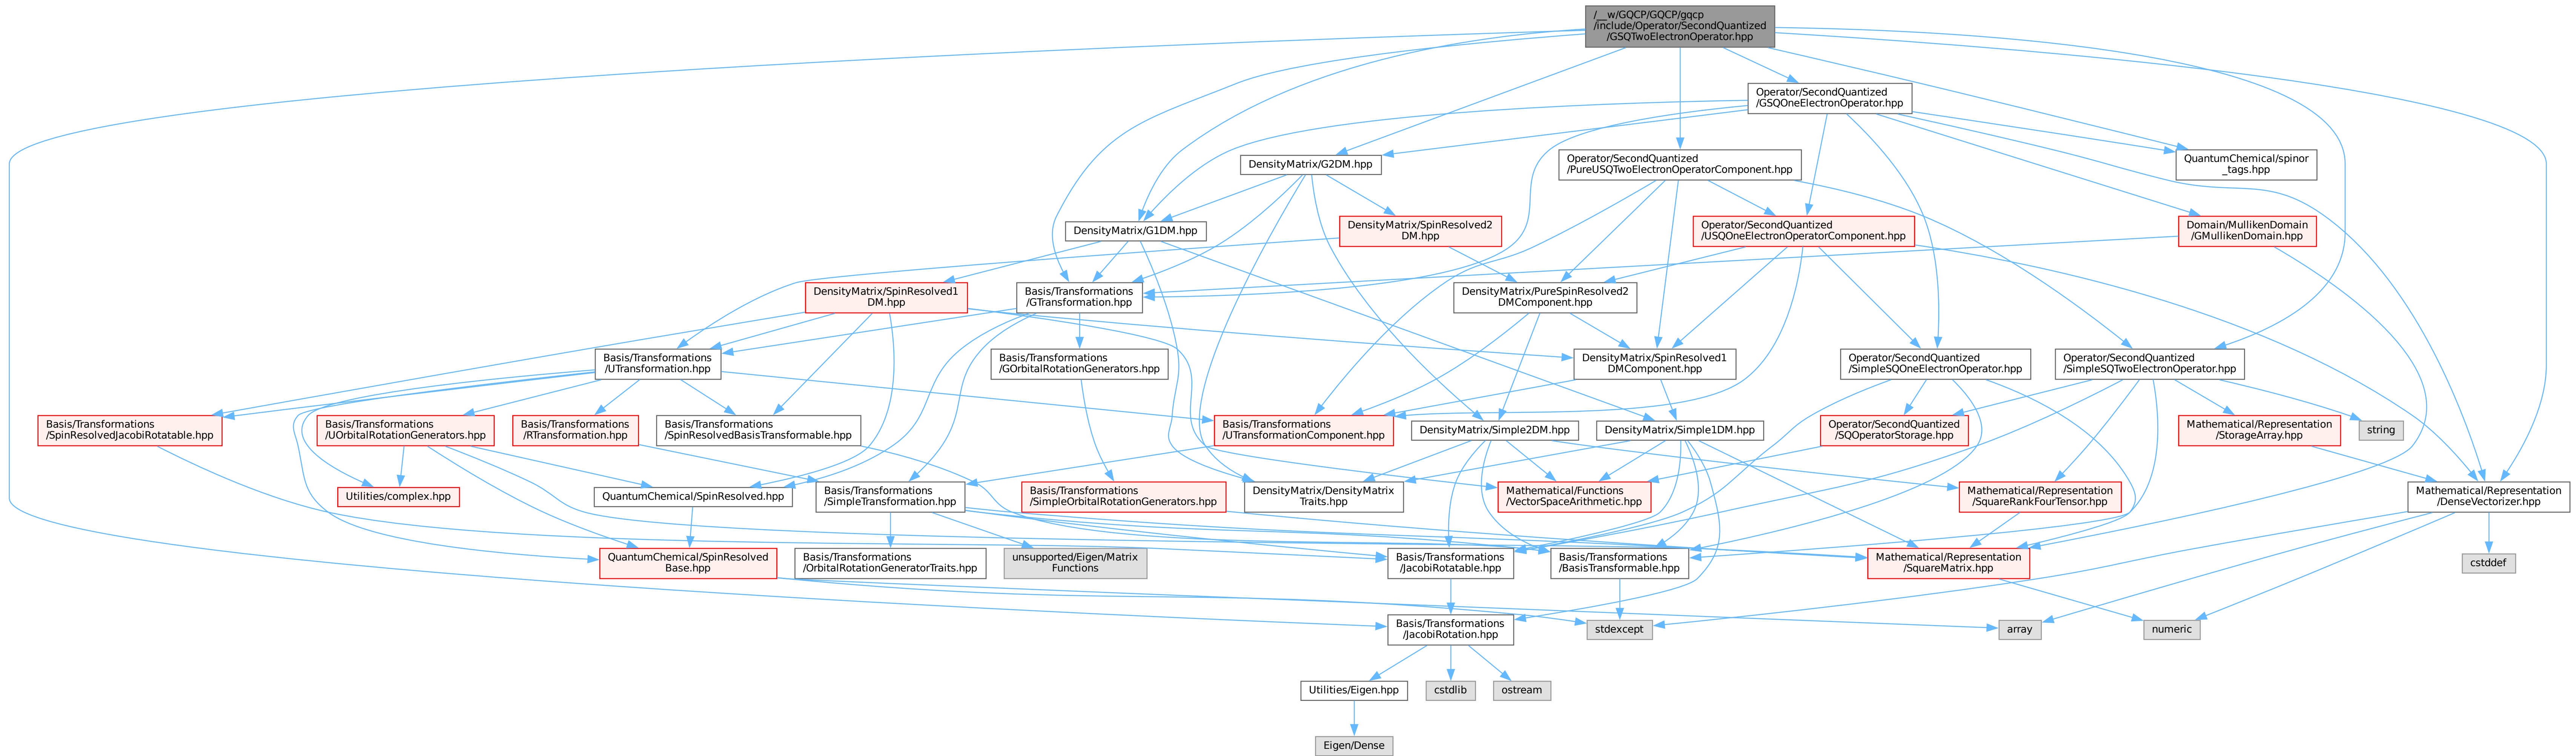 /__w/GQCP/GQCP/gqcp
/include/Operator/SecondQuantized
/GSQTwoElectronOperator.hpp
Operator/SecondQuantized
/GSQOneElectronOperator.hpp
DensityMatrix/G2DM.hpp
Operator/SecondQuantized
/PureUSQTwoElectronOperatorComponent.hpp
QuantumChemical/spinor
_tags.hpp
DensityMatrix/G1DM.hpp
DensityMatrix/SpinResolved2
DM.hpp
Operator/SecondQuantized
/USQOneElectronOperatorComponent.hpp
Domain/MullikenDomain
/GMullikenDomain.hpp
DensityMatrix/SpinResolved1
DM.hpp
Basis/Transformations
/GTransformation.hpp
DensityMatrix/PureSpinResolved2
DMComponent.hpp
Basis/Transformations
/UTransformation.hpp
Basis/Transformations
/GOrbitalRotationGenerators.hpp
DensityMatrix/SpinResolved1
DMComponent.hpp
Operator/SecondQuantized
/SimpleSQOneElectronOperator.hpp
Operator/SecondQuantized
/SimpleSQTwoElectronOperator.hpp
Basis/Transformations
/SpinResolvedJacobiRotatable.hpp
Basis/Transformations
/UOrbitalRotationGenerators.hpp
Basis/Transformations
/RTransformation.hpp
Basis/Transformations
/SpinResolvedBasisTransformable.hpp
Basis/Transformations
/UTransformationComponent.hpp
DensityMatrix/Simple2DM.hpp
DensityMatrix/Simple1DM.hpp
Operator/SecondQuantized
/SQOperatorStorage.hpp
Mathematical/Representation
/StorageArray.hpp
string
Utilities/complex.hpp
QuantumChemical/SpinResolved.hpp
Basis/Transformations
/SimpleTransformation.hpp
Basis/Transformations
/SimpleOrbitalRotationGenerators.hpp
DensityMatrix/DensityMatrix
Traits.hpp
Mathematical/Functions
/VectorSpaceArithmetic.hpp
Mathematical/Representation
/SquareRankFourTensor.hpp
Mathematical/Representation
/DenseVectorizer.hpp
QuantumChemical/SpinResolved
Base.hpp
Basis/Transformations
/OrbitalRotationGeneratorTraits.hpp
unsupported/Eigen/Matrix
Functions
Basis/Transformations
/JacobiRotatable.hpp
Basis/Transformations
/BasisTransformable.hpp
Mathematical/Representation
/SquareMatrix.hpp
cstddef
Basis/Transformations
/JacobiRotation.hpp
stdexcept
array
numeric
Utilities/Eigen.hpp
cstdlib
ostream
Eigen/Dense